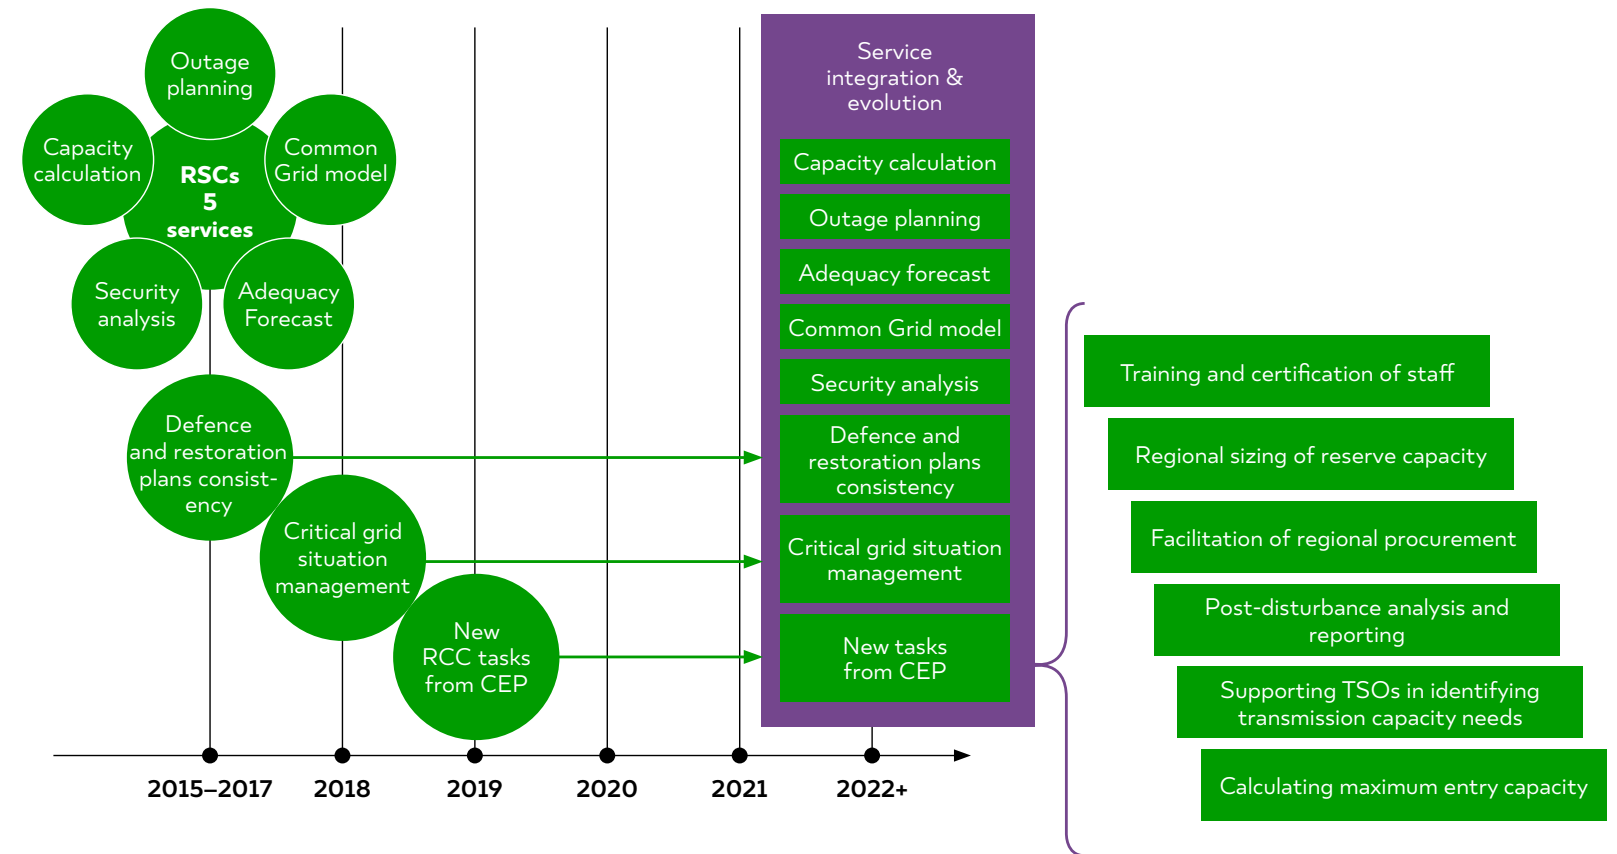 Outage
planning
Capacity
calculation
Common
Grid model
RSCs
5
services
Security
analysis
Adequacy
Forecast
Defence
and restoration
plans consist-
ency
Critical grid
situation
management
New
RCC tasks
from CEP
Service
integration &
evolution
Capacity calculation
Outage planning
Adequacy forecast
Common Grid model
Security analysis
Defence and
restoration plans
consistency
Critical grid situation
management
New tasks
from CEP
Training and certification of staff
Regional sizing of reserve capacity
Facilitation of regional procurement
Post-disturbance analysis and
reporting
Supporting TSOs in identifying
transmission capacity needs
Calculating maximum entry capacity
2015–2017
2018
2019
2020
2021
2022+